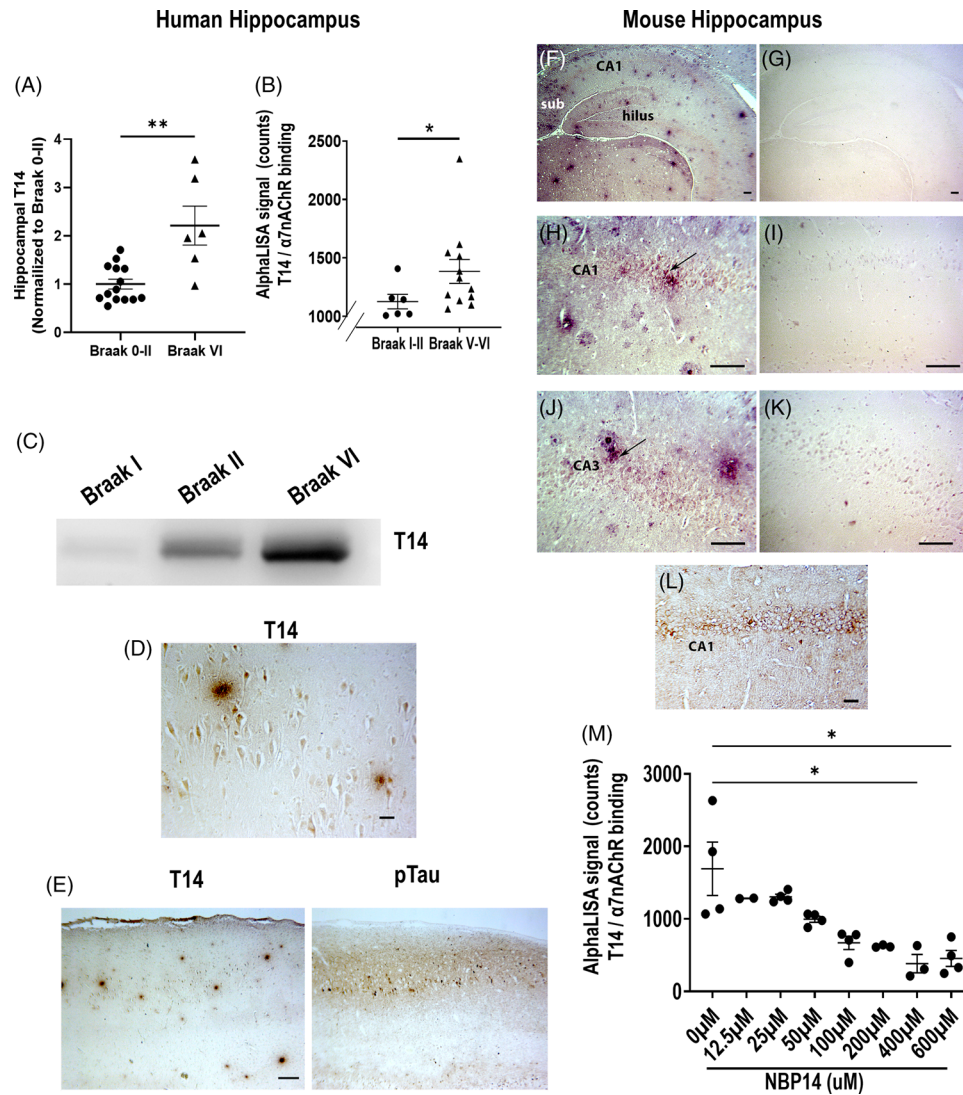 Human Hippocampus
Mouse Hippocampus
(A)
**
Hippocampal T14
(Normailized to Braak 0-II)
4
3
2
1
0
Braak 0-II
Braak VI
(B)
*
AlphaLISA signal (counts)
T14 / α7nAChR binding
2500
2000
1500
1000
Braak I-II
Braak V-VI
(C)
Braak I
Braak II
Braak VI
T14
(D)
T14
(E)
T14
pTau
(F)
CA1
sub
hilus
(G)
(H)
CA1
(I)
(J)
CA3
(K)
(L)
CA1
(M)
*
*
AlphaLISA signal (counts)
T14 / α7nAChR binding
3000
2000
1000
0
0µM
12.5µM
25µM
50µM
100µM
200µM
400µM
600µM
NBP14 (uM)